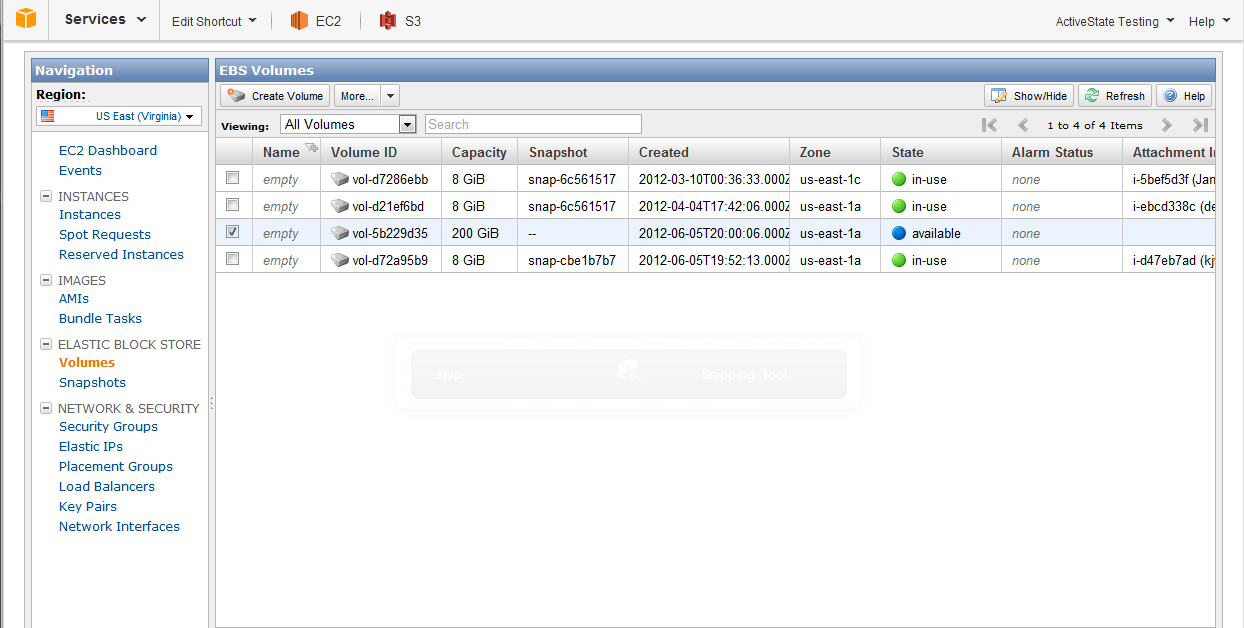 Services Edit Shortcut EC2 S3 ActiveState Testing Help
Navigation
Region:
US East (Virginia)
EC2 Dashboard
Events
INSTANCES
Instances
Spot Requests
Reserved Instances
IMAGES
AMIs
Bundle Tasks
ELASTIC BLOCK STORE
Volumes
Snapshots
NETWORK & SECURITY
Security Groups
Elastic IPs
Placement Groups
Load Balancers
Key Pairs
Network Interfaces
EBS Volumes
Create Volume More... Show/Hide Refresh Help
Viewing: All Volumes Search 1 to 4 of 4 Items
Name Volume ID Capacity Snapshot Created Zone State Alarm Status Attachment
empty vol-d7286ebb 8 GiB snap-6c561517 2012-03-10T00:36:33.000Z us-east-1c in-use none i-5bef5d3f (Jan
empty vol-d21ef6bd 8 GiB snap-6c561517 2012-04-04T17:42:06.000Z us-east-1a in-use none i-ebcd338c (de
empty vol-5b229d35 200 GiB -- 2012-06-05T20:00:06.000Z us-east-1a available none
empty vol-d72a95b9 8 GiB snap-cbe1b7b7 2012-06-05T19:52:13.000Z us-east-1a in-use none i-d47eb7ad (kj
snip Snipping Tool